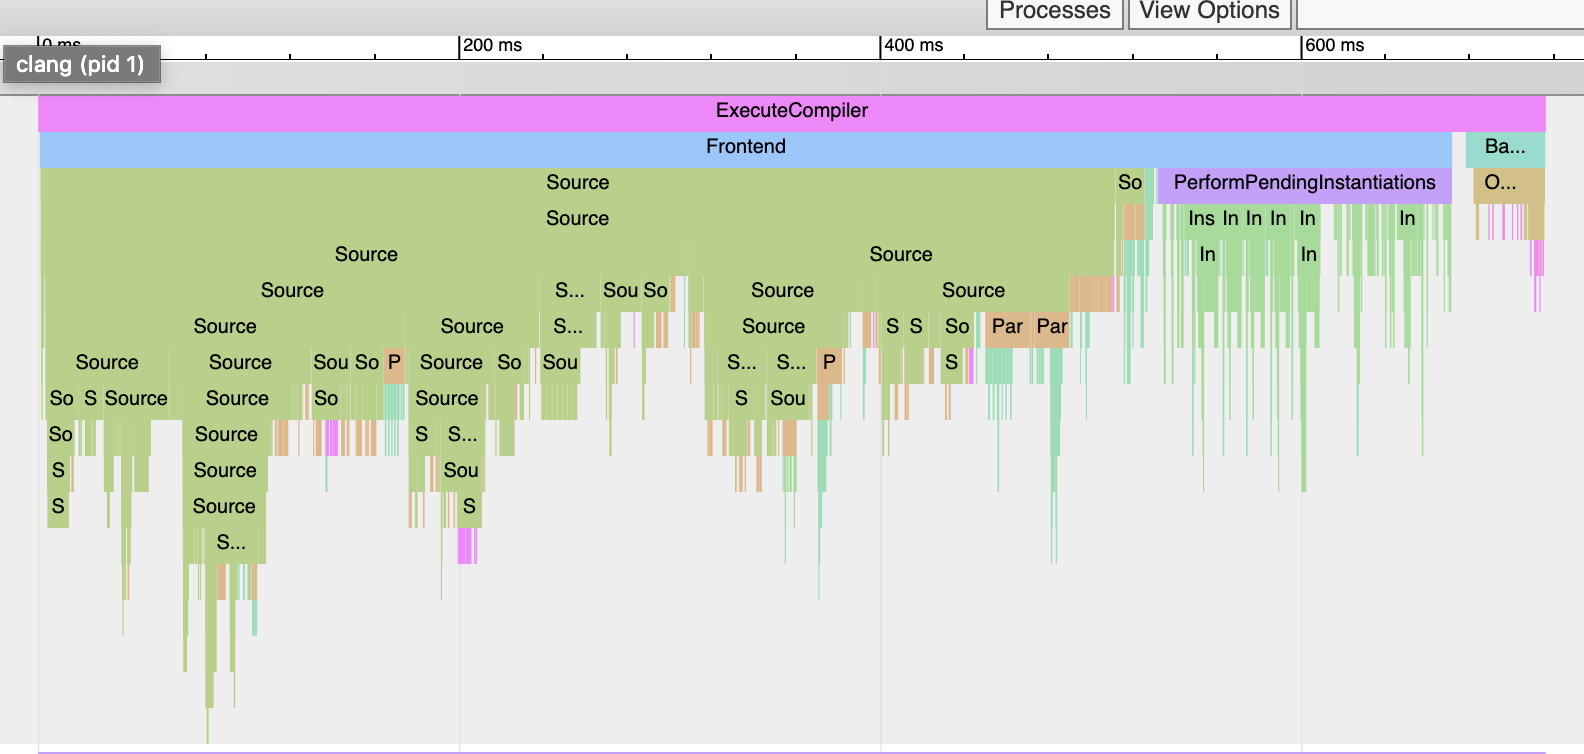 Processes View Options
0 ms 200 ms 400 ms 600 ms
clang (pid 1)
ExecuteCompiler
Frontend Ba...
Source So PerformPendingInstantiations O...
Source Ins In In In In In
Source Source In In
Source S... Sou So Source Source
Source Source S... Source S S So Par Par
Source Source Sou So P Source So Sou S... S... P S
So S Source Source So Source S Sou
So Source S S...
S Source Sou
S Source S
S...